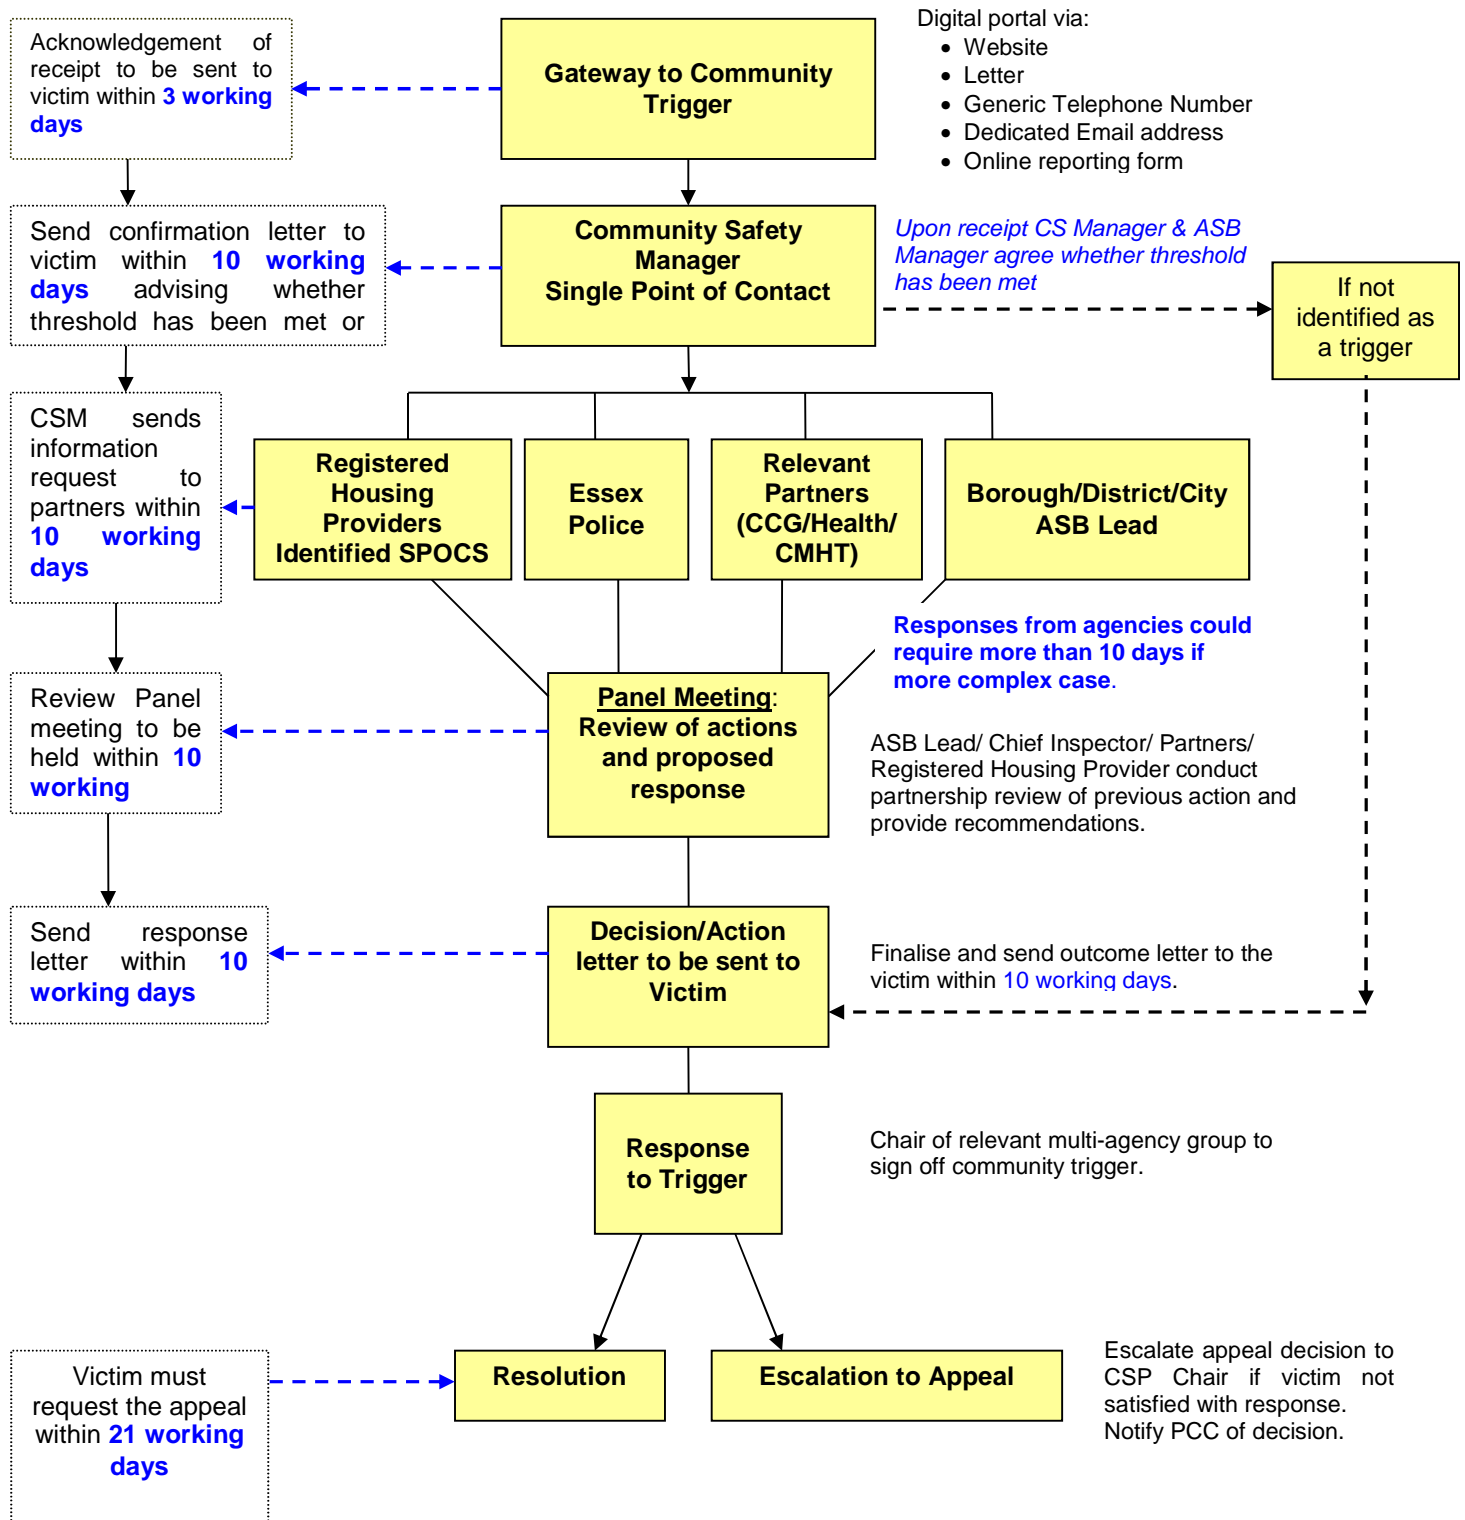 Acknowledgement of
receipt to be sent to
victim within 3 working
days
Gateway to Community
Trigger
Digital portal via:
• Website
• Letter
• Generic Telephone Number
• Dedicated Email address
• Online reporting form
Send confirmation letter to
victim within 10 working
days advising whether
threshold has been met or
Community Safety
Manager
Single Point of Contact
Upon receipt CS Manager & ASB
Manager agree whether threshold
has been met
If not
identified as
a trigger
CSM sends
information
request to
partners within
10 working
days
Registered
Housing
Providers
Identified SPOCS
Essex
Police
Relevant
Partners
(CCG/Health/
CMHT)
Borough/District/City
ASB Lead
Responses from agencies could
require more than 10 days if
more complex case.
Review Panel
meeting to be
held within 10
working
Panel Meeting:
Review of actions
and proposed
response
ASB Lead/ Chief Inspector/ Partners/
Registered Housing Provider conduct
partnership review of previous action and
provide recommendations.
Send response
letter within 10
working days
Decision/Action
letter to be sent to
Victim
Finalise and send outcome letter to the
victim within 10 working days.
Response
to Trigger
Chair of relevant multi-agency group to
sign off community trigger.
Victim must
request the appeal
within 21 working
days
Resolution
Escalation to Appeal
Escalate appeal decision to
CSP Chair if victim not
satisfied with response.
Notify PCC of decision.